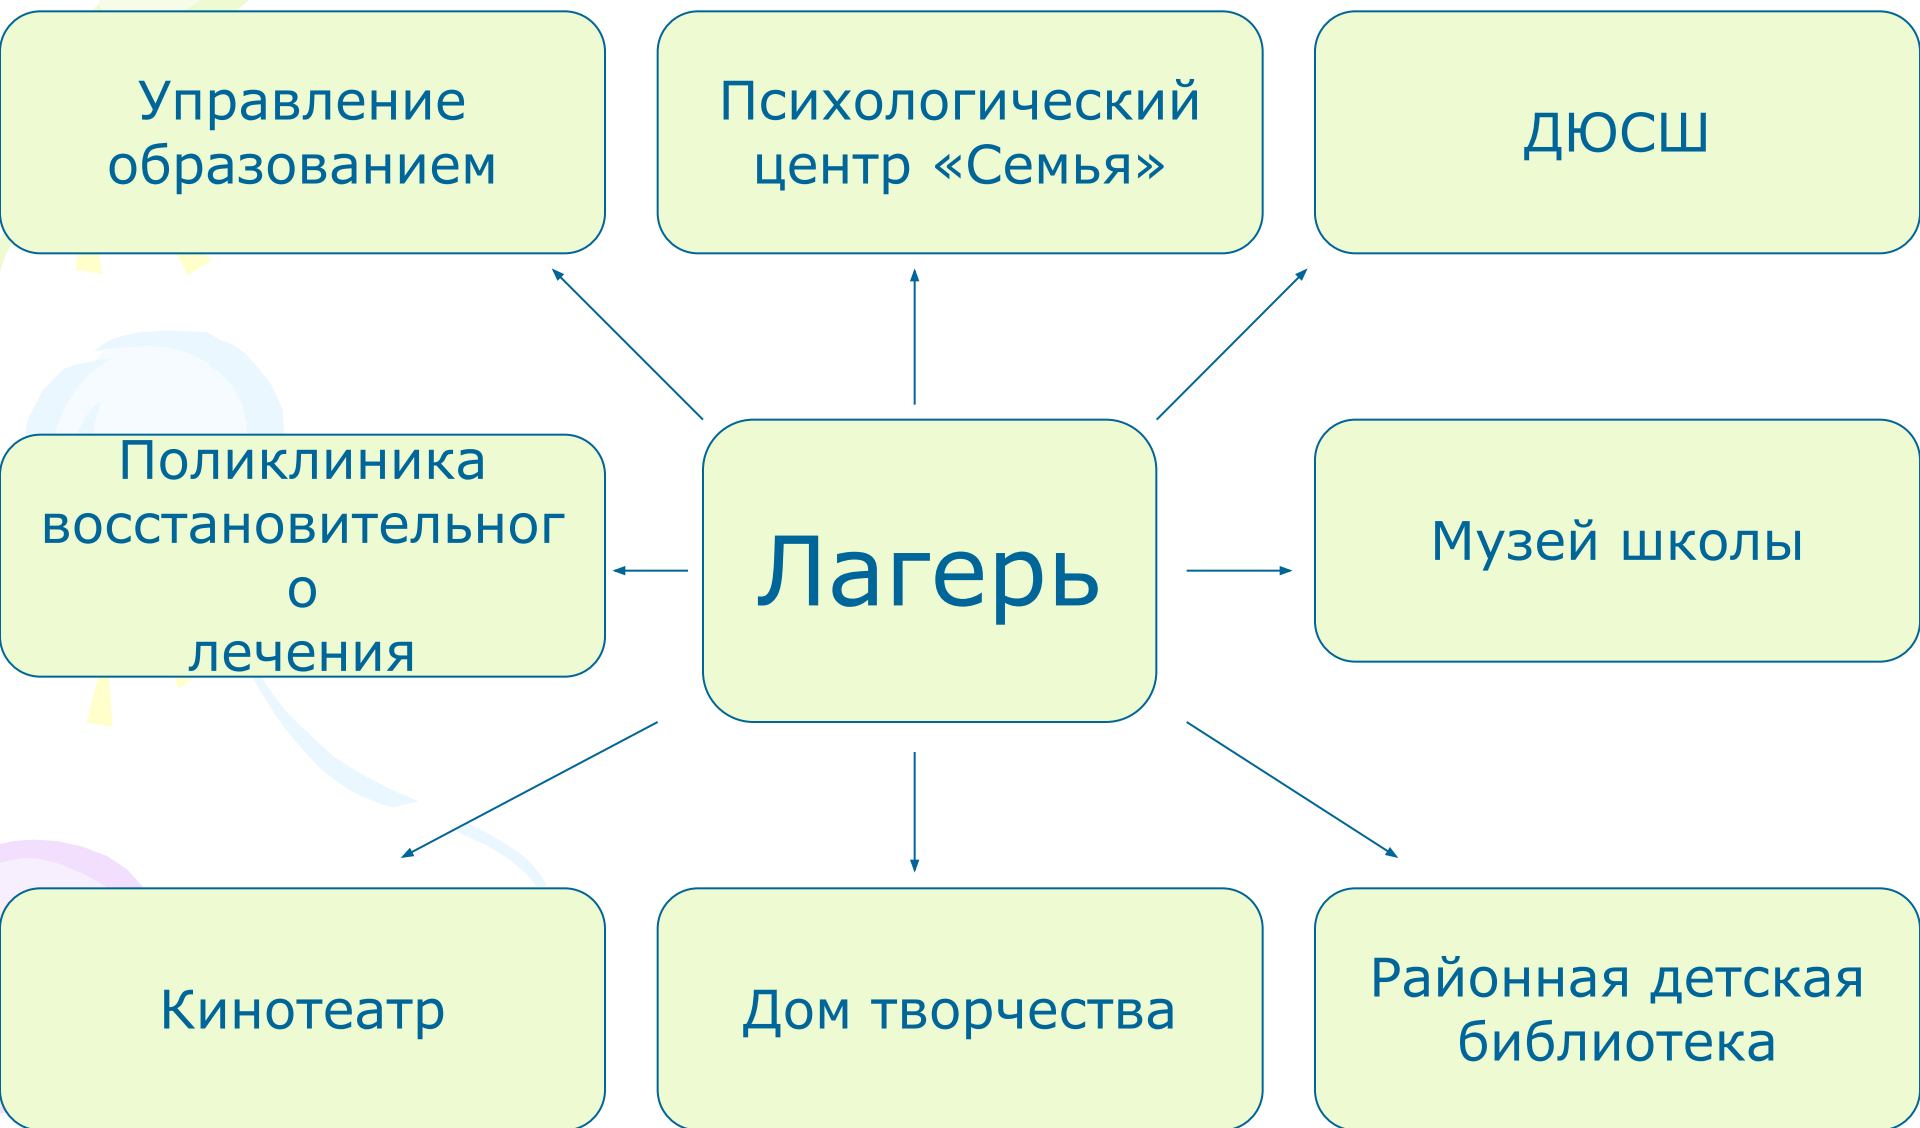 Управление
образованием
Психологический
центр «Семья»
ДЮСШ
Поликлиника
восстановительног
о
лечения
Лагерь
Музей школы
Кинотеатр
Дом творчества
Районная детская
библиотека